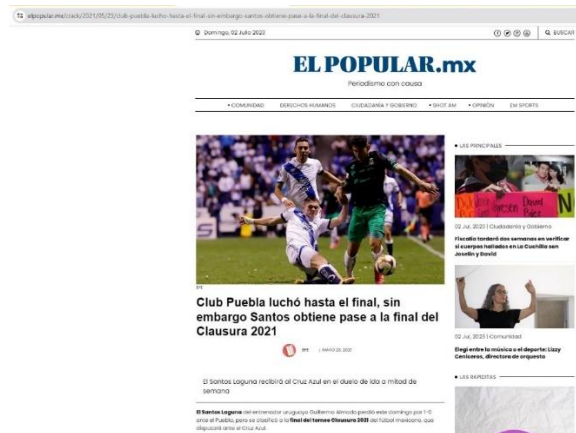 elpopular.mx/crack/2021/05/23/club-puebla-lucho-hasta-el-final-sin-embargo-santos-obtiene-pase-a-la-final-del-clausura-2021
Domingo, 02 Julio 2023
BUSCAR
EL POPULAR.mx
Periodismo con causa
• COMUNIDAD DERECHOS HUMANOS CIUDADANÍA Y GOBIERNO • SHOT AM • OPINIÓN EM SPORTS
EFE
Club Puebla luchó hasta el final, sin
embargo Santos obtiene pase a la final del
Clausura 2021
EFE / MAYO 23, 2021
El Santos Laguna recibirá al Cruz Azul en el duelo de ida a mitad de
semana
El Santos Laguna del entrenador uruguayo Guillermo Almada perdió este domingo por 1-0
ante el Puebla, pero se clasificó a la final del torneo Clausura 2021 del fútbol mexicano, que
disputará ante el Cruz Azul.
• LAS PRINCIPALES
02 Jul, 2023 | Ciudadanía y Gobierno
Fiscalía tardará dos semanas en verificar
si cuerpos hallados en La Cuchilla son
Joselin y David
02 Jul, 2023 | Comunidad
Elegí entre la música o el deporte: Lizzy
Ceniceros, directora de orquesta
• LAS RAPIDITAS